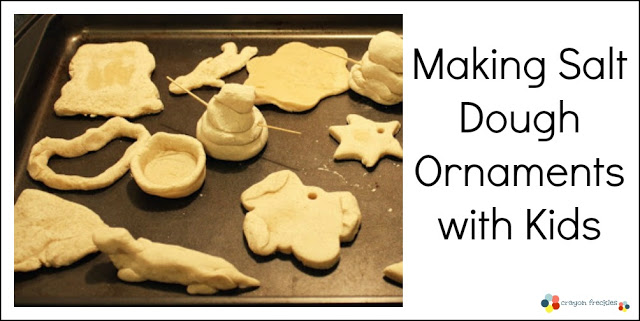 Making Salt
Dough
Ornaments
with Kids
crayon freckles